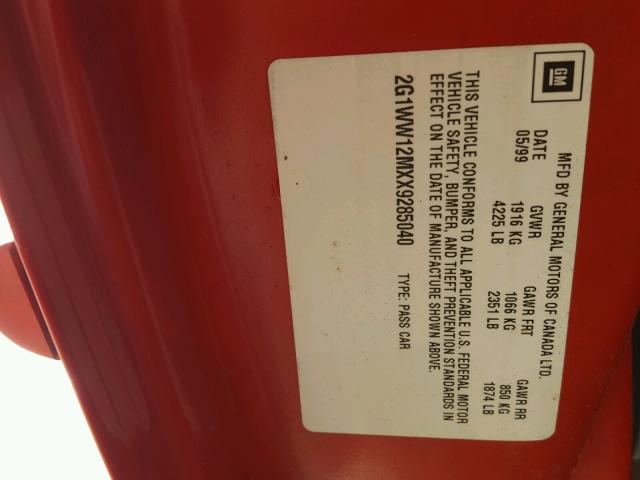 GM
MFD BY GENERAL MOTORS OF CANADA LTD.
DATE GVWR GAWR FRT GAWR RR
05/99 1916 KG 1066 KG 850 KG
4225 LB 2351 LB 1874 LB
THIS VEHICLE CONFORMS TO ALL APPLICABLE U.S. FEDERAL MOTOR
VEHICLE SAFETY, BUMPER, AND THEFT PREVENTION STANDARDS IN
EFFECT ON THE DATE OF MANUFACTURE SHOWN ABOVE.
2G1WW12MXX9285040 TYPE: PASS CAR